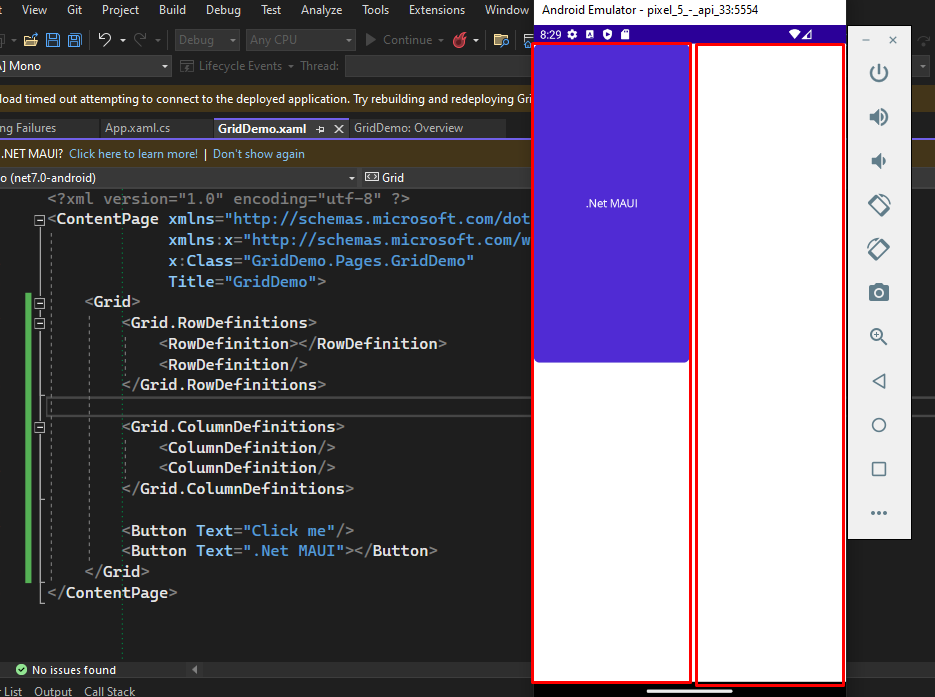 View Git Project Build Debug Test Analyze Tools Extensions Window
Android Emulator - pixel_5_-_api_33:5554
Debug Any CPU Continue
8:29
] Mono Lifecycle Events Thread:
load timed out attempting to connect to the deployed application. Try rebuilding and redeploying Gri
ng Failures App.xaml.cs GridDemo.xaml GridDemo: Overview
.NET MAUI? Click here to learn more! | Don't show again
o (net7.0-android) Grid
<?xml version="1.0" encoding="utf-8" ?>
<ContentPage xmlns="http://schemas.microsoft.com/dot
xmlns:x="http://schemas.microsoft.com/w
x:Class="GridDemo.Pages.GridDemo"
Title="GridDemo">
<Grid>
<Grid.RowDefinitions>
<RowDefinition></RowDefinition>
<RowDefinition/>
</Grid.RowDefinitions>
<Grid.ColumnDefinitions>
<ColumnDefinition/>
<ColumnDefinition/>
</Grid.ColumnDefinitions>
<Button Text="Click me"/>
<Button Text=".Net MAUI"></Button>
</Grid>
</ContentPage>
.Net MAUI
No issues found
List Output Call Stack